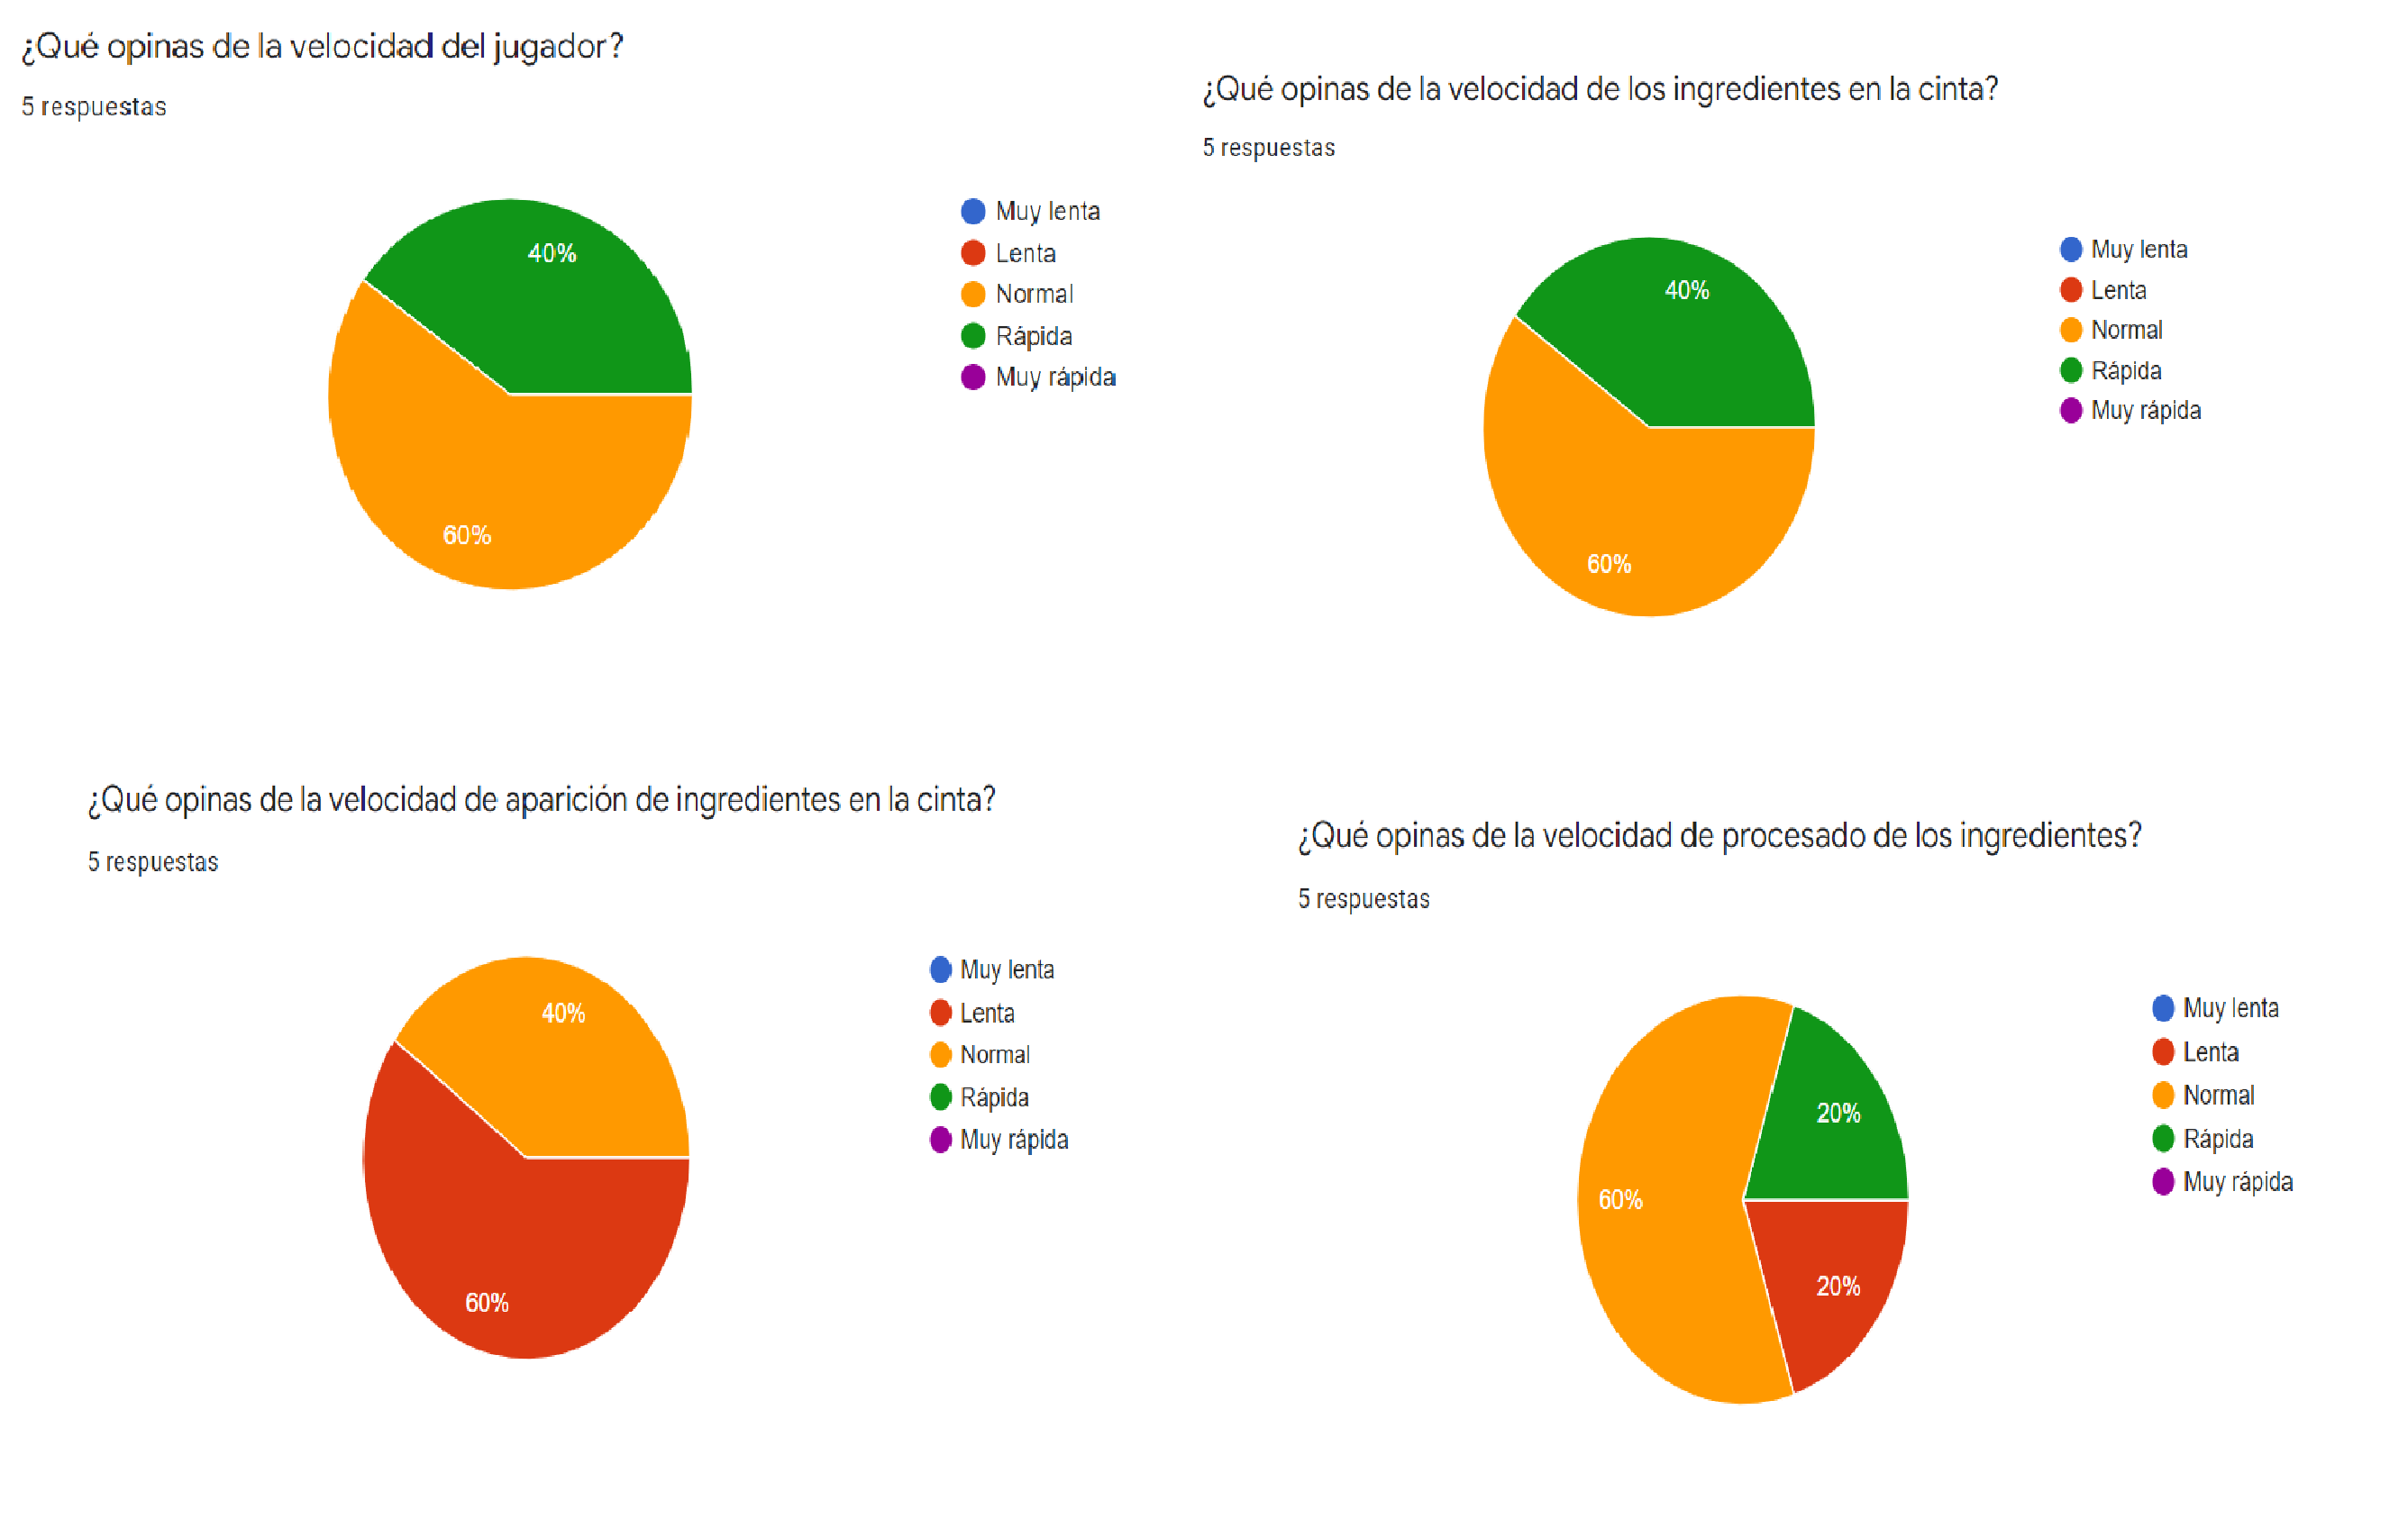 ¿Qué opinas de la velocidad del jugador?
5 respuestas
40%
60%
Muy lenta
Lenta
Normal
Rápida
Muy rápida
¿Qué opinas de la velocidad de los ingredientes en la cinta?
5 respuestas
40%
60%
Muy lenta
Lenta
Normal
Rápida
Muy rápida
¿Qué opinas de la velocidad de aparición de ingredientes en la cinta?
5 respuestas
40%
60%
Muy lenta
Lenta
Normal
Rápida
Muy rápida
¿Qué opinas de la velocidad de procesado de los ingredientes?
5 respuestas
20%
60%
20%
Muy lenta
Lenta
Normal
Rápida
Muy rápida